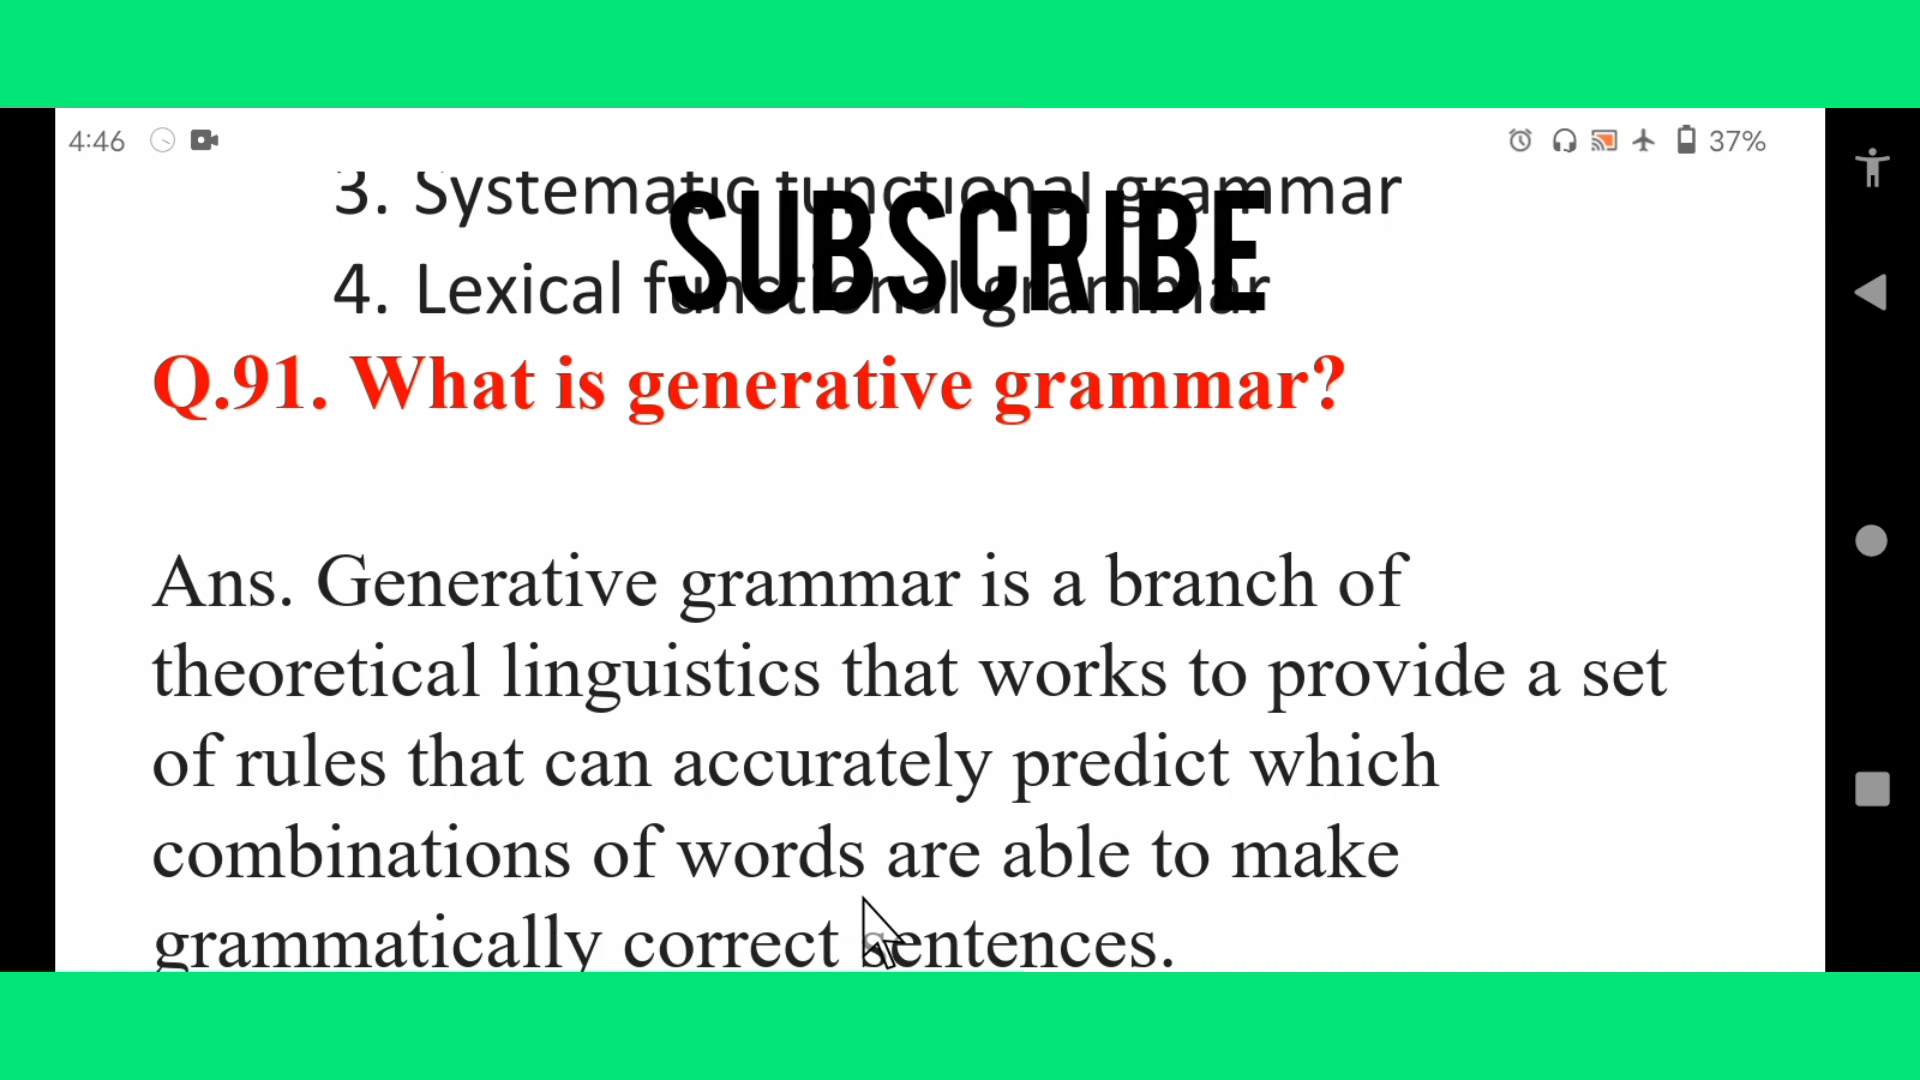 4:46
37%
3. Systematic functional grammar
SUBSCRIBE
4. Lexical functional grammar
Q.91. What is generative grammar?
Ans. Generative grammar is a branch of
theoretical linguistics that works to provide a set
of rules that can accurately predict which
combinations of words are able to make
grammatically correct sentences.